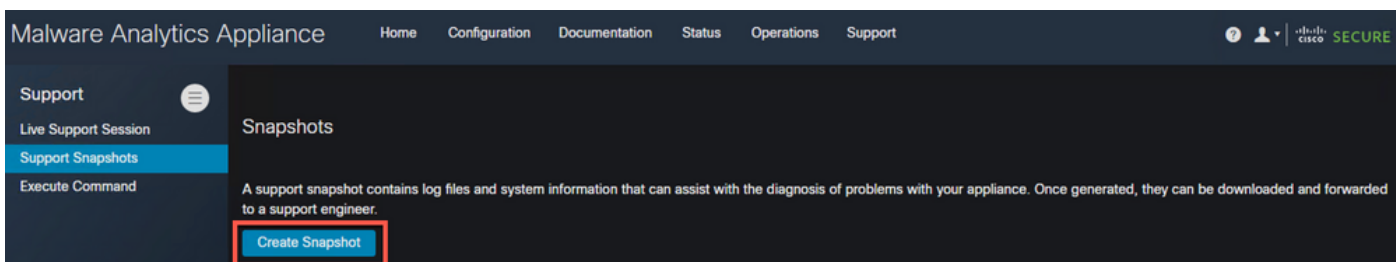 Malware Analytics Appliance Home Configuration Documentation Status Operations Support ? cisco SECURE
Support
Live Support Session
Support Snapshots
Execute Command
Snapshots
A support snapshot contains log files and system information that can assist with the diagnosis of problems with your appliance. Once generated, they can be downloaded and forwarded
to a support engineer.
Create Snapshot